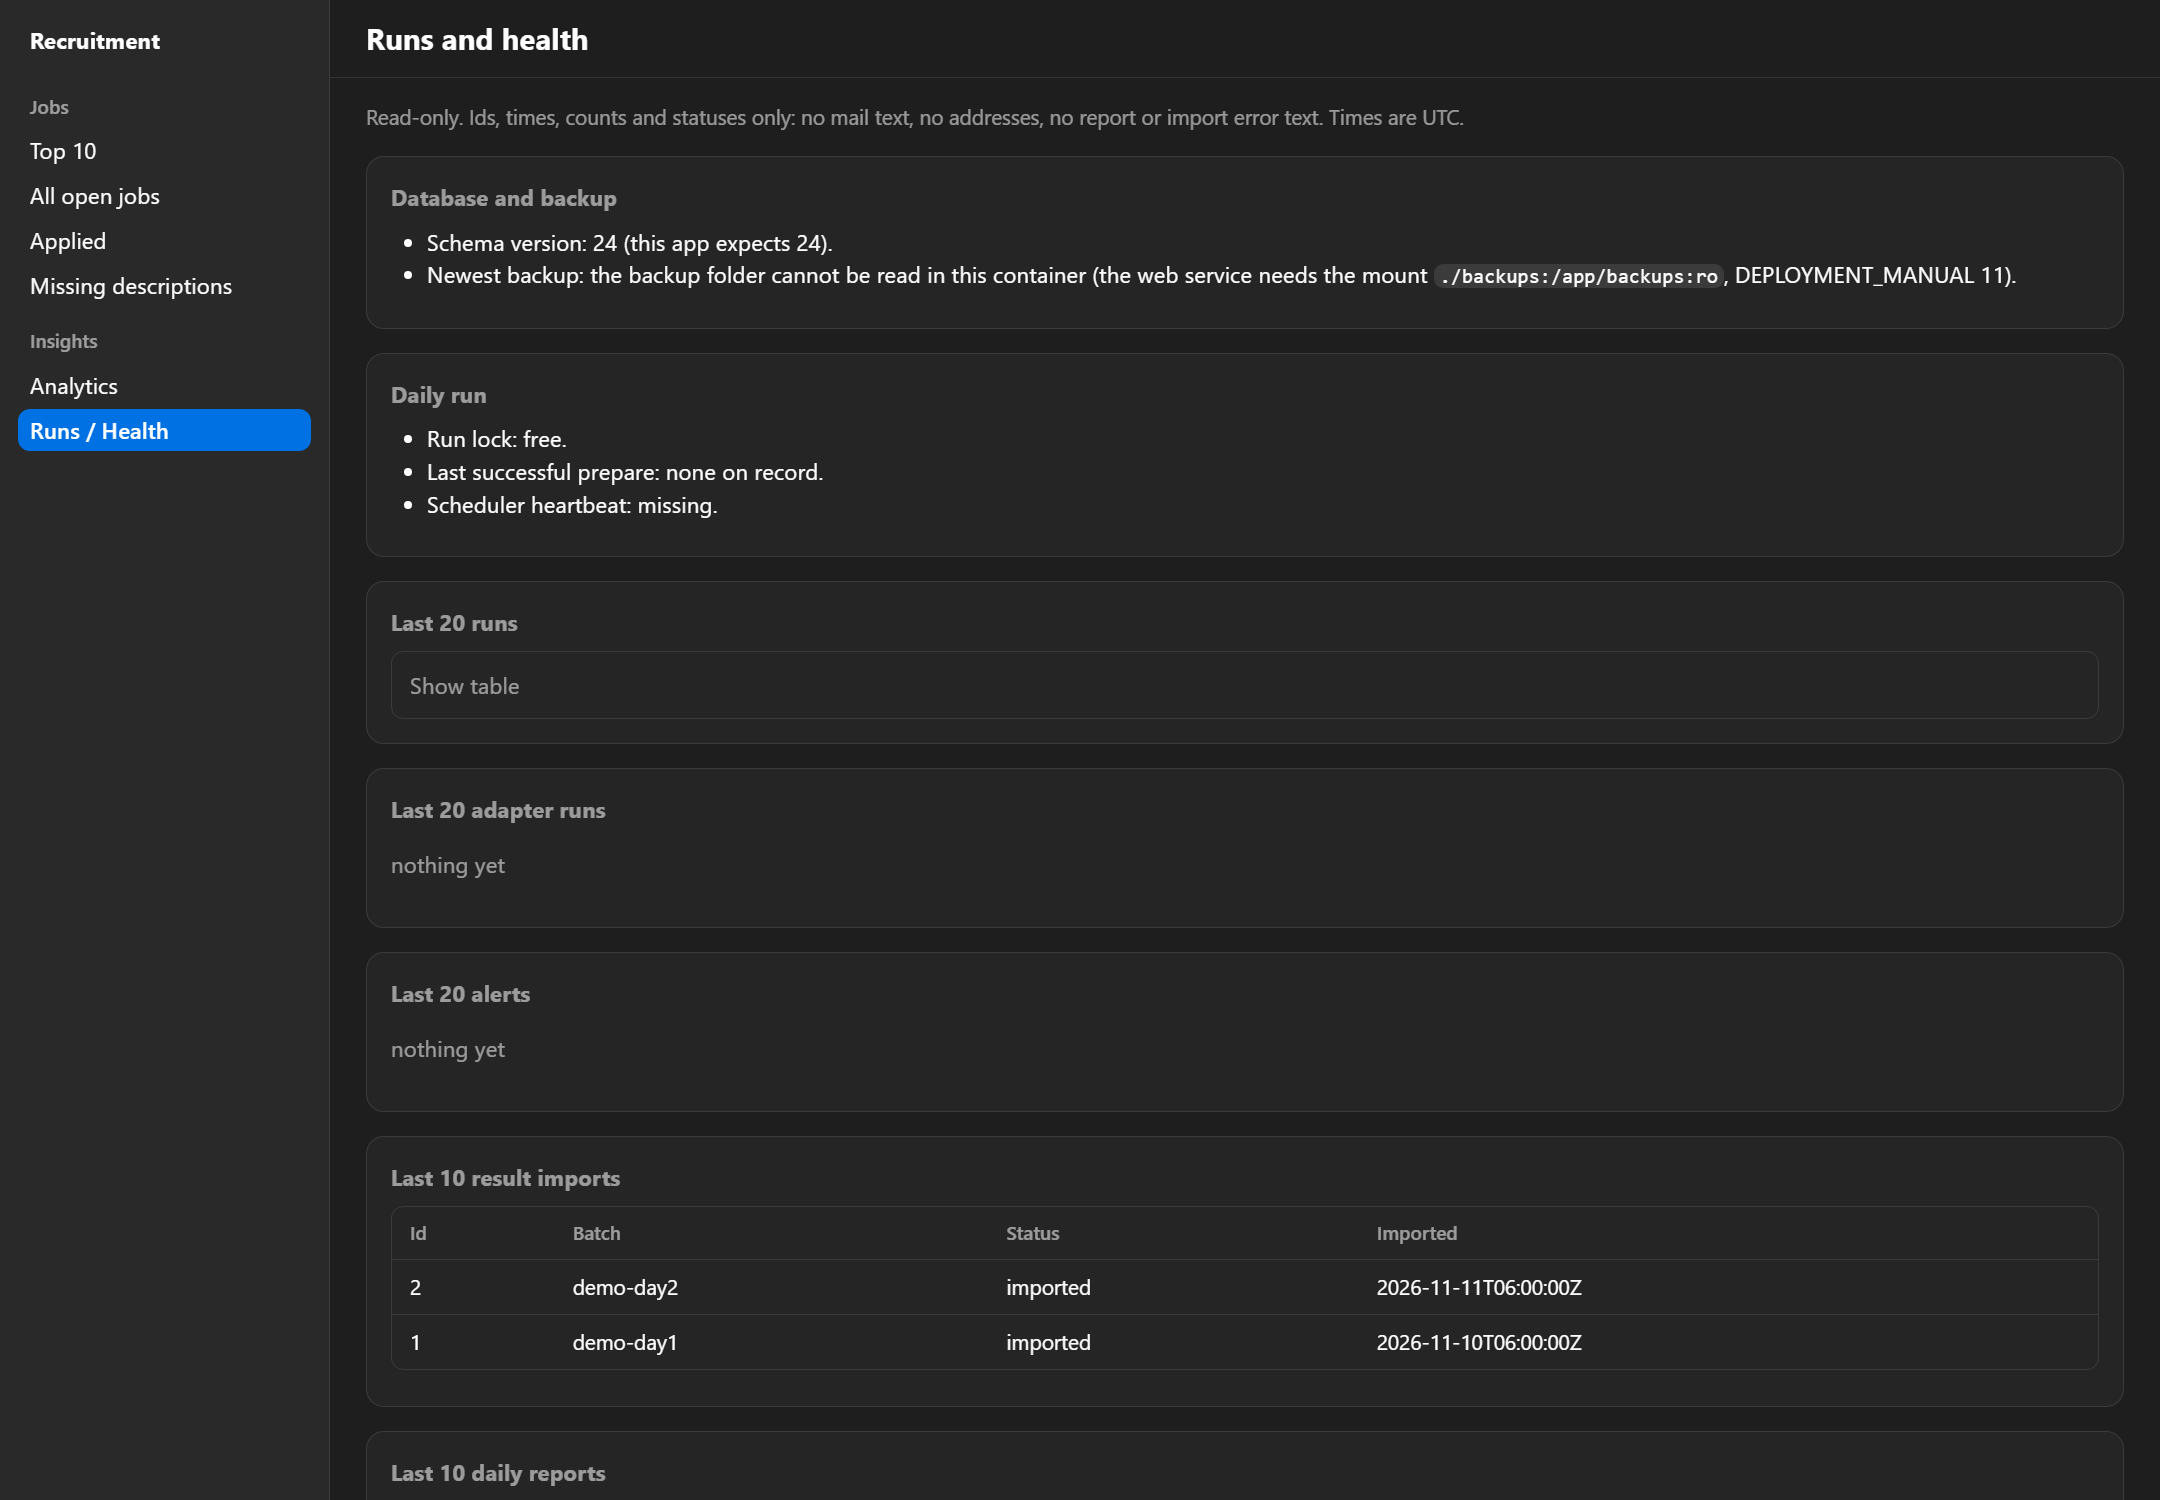 Recruitment
Jobs
Top 10
All open jobs
Applied
Missing descriptions
Insights
Analytics
Runs / Health
Runs and health
Read-only. Ids, times, counts and statuses only: no mail text, no addresses, no report or import error text. Times are UTC.
Database and backup
Schema version: 24 (this app expects 24).
Newest backup: the backup folder cannot be read in this container (the web service needs the mount ./backups:/app/backups:ro, DEPLOYMENT_MANUAL 11).
Daily run
Run lock: free.
Last successful prepare: none on record.
Scheduler heartbeat: missing.
Last 20 runs
Show table
Last 20 adapter runs
nothing yet
Last 20 alerts
nothing yet
Last 10 result imports
Id Batch Status Imported
2 demo-day2 imported 2026-11-11T06:00:00Z
1 demo-day1 imported 2026-11-10T06:00:00Z
Last 10 daily reports